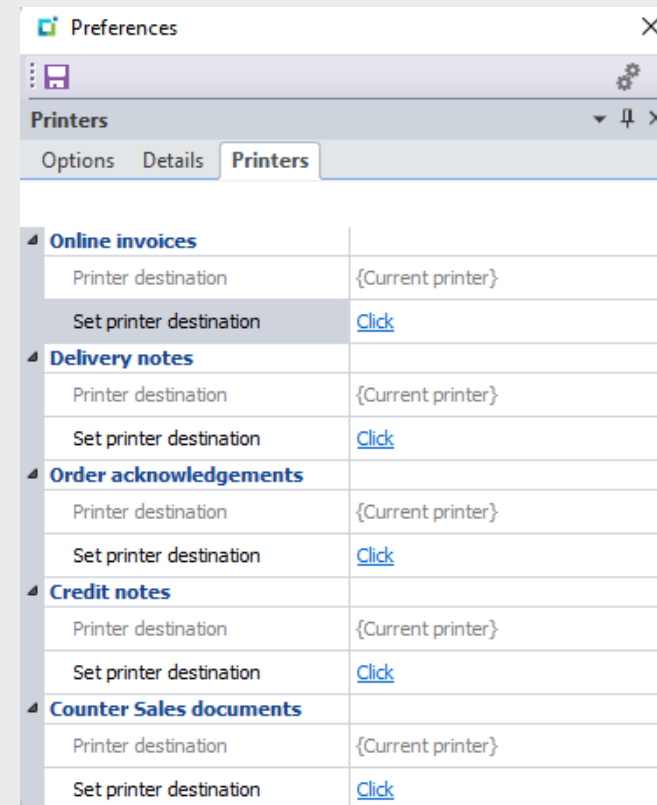 Preferences
Printers
Options Details Printers
Online invoices
Printer destination {Current printer}
Set printer destination Click
Delivery notes
Printer destination {Current printer}
Set printer destination Click
Order acknowledgements
Printer destination {Current printer}
Set printer destination Click
Credit notes
Printer destination {Current printer}
Set printer destination Click
Counter Sales documents
Printer destination {Current printer}
Set printer destination Click